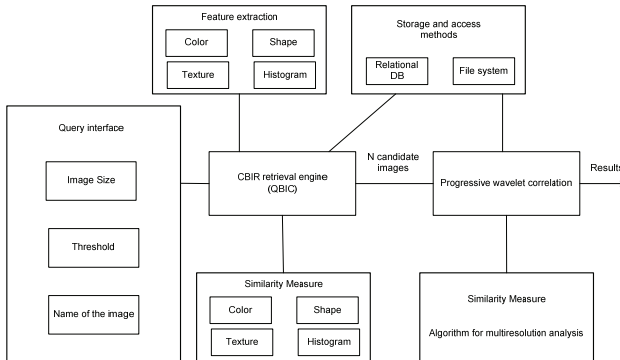 Feature extraction
Color
Shape
Texture
Histogram
Storage and access
methods
Relational
DB
File system
Query interface
Image Size
Threshold
Name of the image
CBIR retrieval engine
(QBIC)
N candidate
images
Progressive wavelet correlation
Results
Similarity Measure
Color
Shape
Texture
Histogram
Similarity Measure
Algorithm for multiresolution analysis